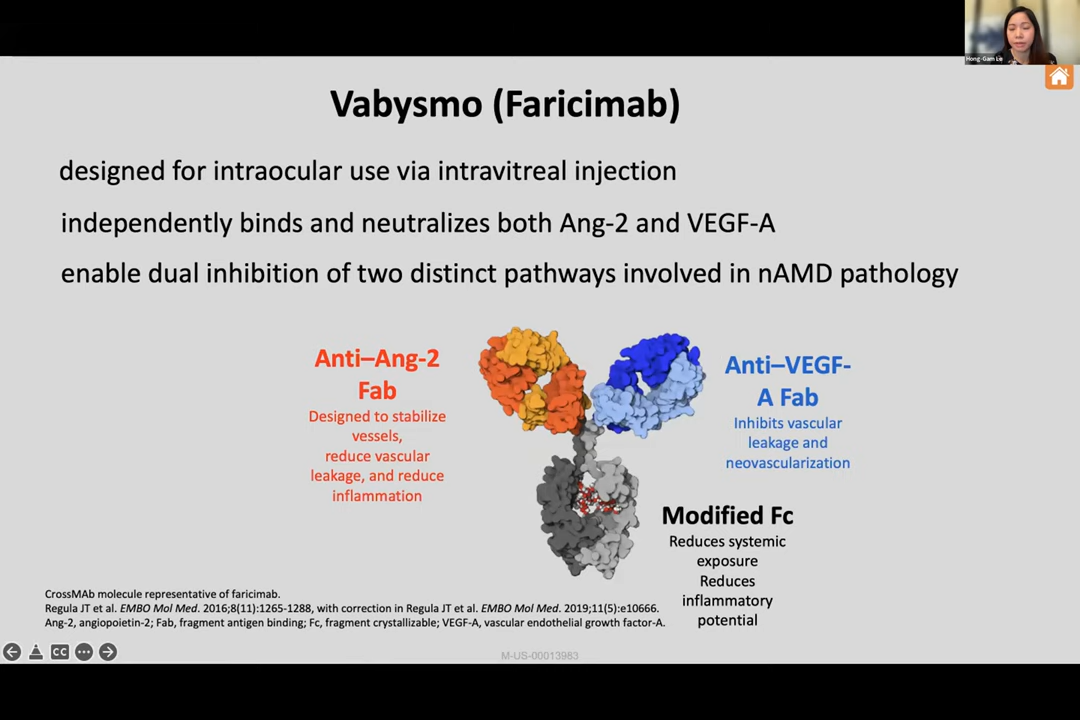 Hong-Gam Le
Vabysmo (Faricimab)
designed for intraocular use via intravitreal injection
independently binds and neutralizes both Ang-2 and VEGF-A
enable dual inhibition of two distinct pathways involved in nAMD pathology
Anti–Ang-2
Fab
Designed to stabilize
vessels,
reduce vascular
leakage, and reduce
inflammation
Anti–VEGF-
A Fab
Inhibits vascular
leakage and
neovascularization
Modified Fc
Reduces systemic
exposure
Reduces
inflammatory
potential
CrossMAb molecule representative of faricimab.
Regula JT et al. EMBO Mol Med. 2016;8(11):1265-1288, with correction in Regula JT et al. EMBO Mol Med. 2019;11(5):e10666.
Ang-2, angiopoietin-2; Fab, fragment antigen binding; Fc, fragment crystallizable; VEGF-A, vascular endothelial growth factor-A.
CC
M-US-00013983